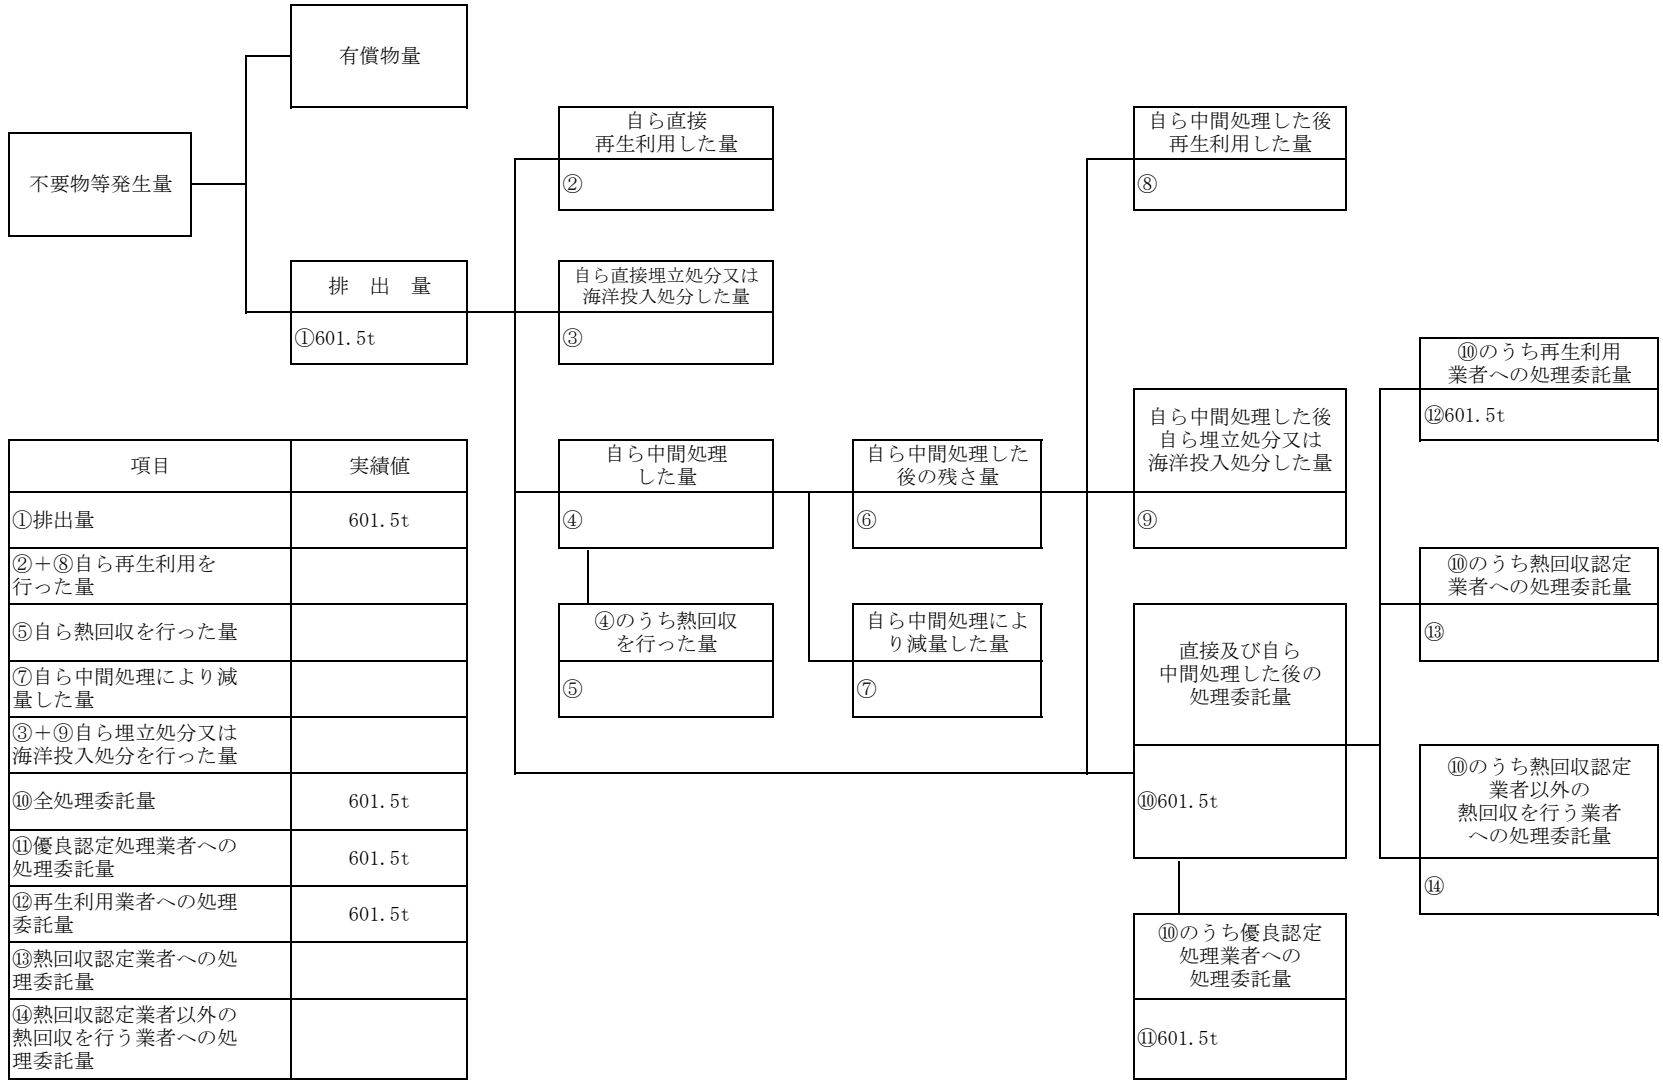 有償物量
不要物等発生量
排　出　量
①601.5t
自ら直接
再生利用した量
②
自ら直接埋立処分又は
海洋投入処分した量
③
自ら中間処理
した量
④
④のうち熱回収
を行った量
⑤
自ら中間処理した
後の残さ量
⑥
自ら中間処理によ
り減量した量
⑦
自ら中間処理した後
再生利用した量
⑧
自ら中間処理した後
自ら埋立処分又は
海洋投入処分した量
⑨
直接及び自ら
中間処理した後の
処理委託量
⑩601.5t
⑩のうち優良認定
処理業者への
処理委託量
⑪601.5t
⑩のうち再生利用
業者への処理委託量
⑫601.5t
⑩のうち熱回収認定
業者への処理委託量
⑬
⑩のうち熱回収認定
業者以外の
熱回収を行う業者
への処理委託量
⑭
項目 実績値
①排出量 601.5t
②＋⑧自ら再生利用を
行った量
⑤自ら熱回収を行った量
⑦自ら中間処理により減
量した量
③＋⑨自ら埋立処分又は
海洋投入処分を行った量
⑩全処理委託量 601.5t
⑪優良認定処理業者への
処理委託量 601.5t
⑫再生利用業者への処理
委託量 601.5t
⑬熱回収認定業者への処
理委託量
⑭熱回収認定業者以外の
熱回収を行う業者への処
理委託量